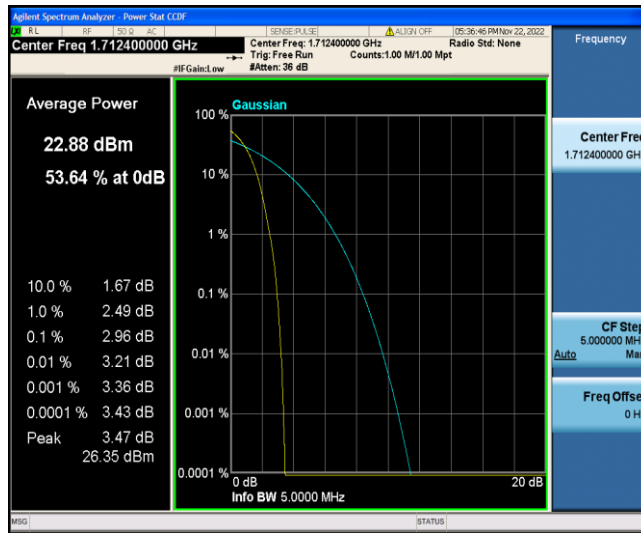 Agilent Spectrum Analyzer - Power Stat CCDF
RL RF 50 Ω AC SENSE:PULSE ALIGN OFF 05:36:46 PM Nov 22, 2022
Center Freq 1.712400000 GHz
Center Freq: 1.712400000 GHz Radio Std: None
Trig: Free Run Counts:1.00 M/1.00 Mpt
#IFGain:Low #Atten: 36 dB
Average Power
22.88 dBm
53.64 % at 0dB
10.0 % 1.67 dB
1.0 % 2.49 dB
0.1 % 2.96 dB
0.01 % 3.21 dB
0.001 % 3.36 dB
0.0001 % 3.43 dB
Peak 3.47 dB
26.35 dBm
Gaussian
100 %
10 %
1 %
0.1 %
0.01 %
0.001 %
0.0001 %
0 dB 20 dB
Info BW 5.0000 MHz
Frequency
Center Fre
1.712400000 GH
CF Step
5.000000 MH
Auto Ma
Freq Offse
0 H
MSG STATUS